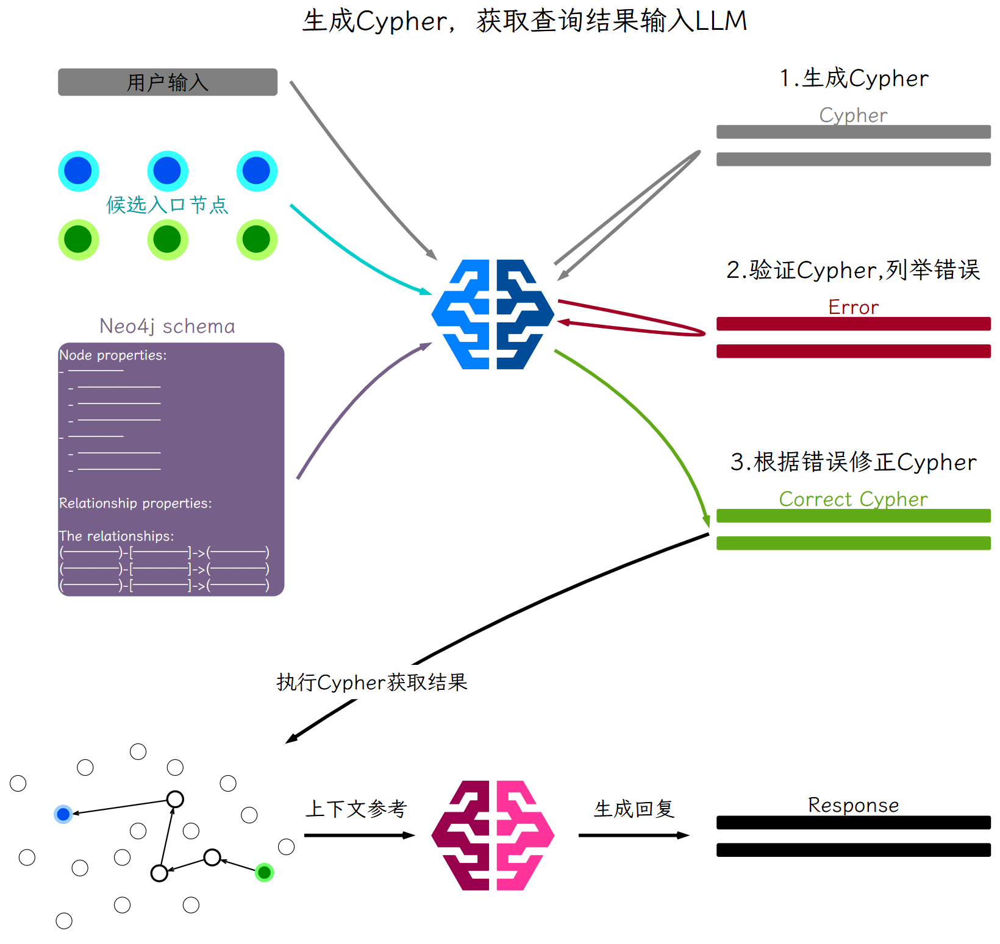 生成Cypher，获取查询结果输入LLM
用户输入
候选入口节点
Neo4j schema
Node properties:
-
-
-
-
-
-
-
Relationship properties:
The relationships:
()-[]->()
()-[]->()
()-[]->()
1.生成Cypher
Cypher
2.验证Cypher,列举错误
Error
3.根据错误修正Cypher
Correct Cypher
执行Cypher获取结果
上下文参考
生成回复
Response